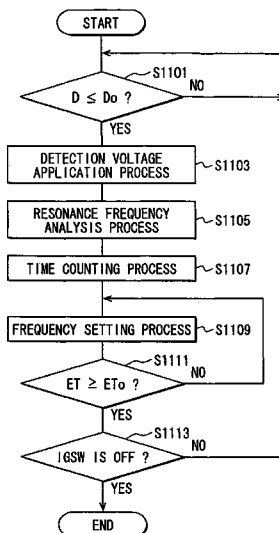 START
S1101
D ≤ Do ?
NO
YES
DETECTION VOLTAGE
APPLICATION PROCESS
S1103
RESONANCE FREQUENCY
ANALYSIS PROCESS
S1105
TIME COUNTING PROCESS
S1107
FREQUENCY SETTING PROCESS
S1109
S1111
ET ≥ ETo ?
NO
YES
S1113
IGSW IS OFF ?
NO
YES
END